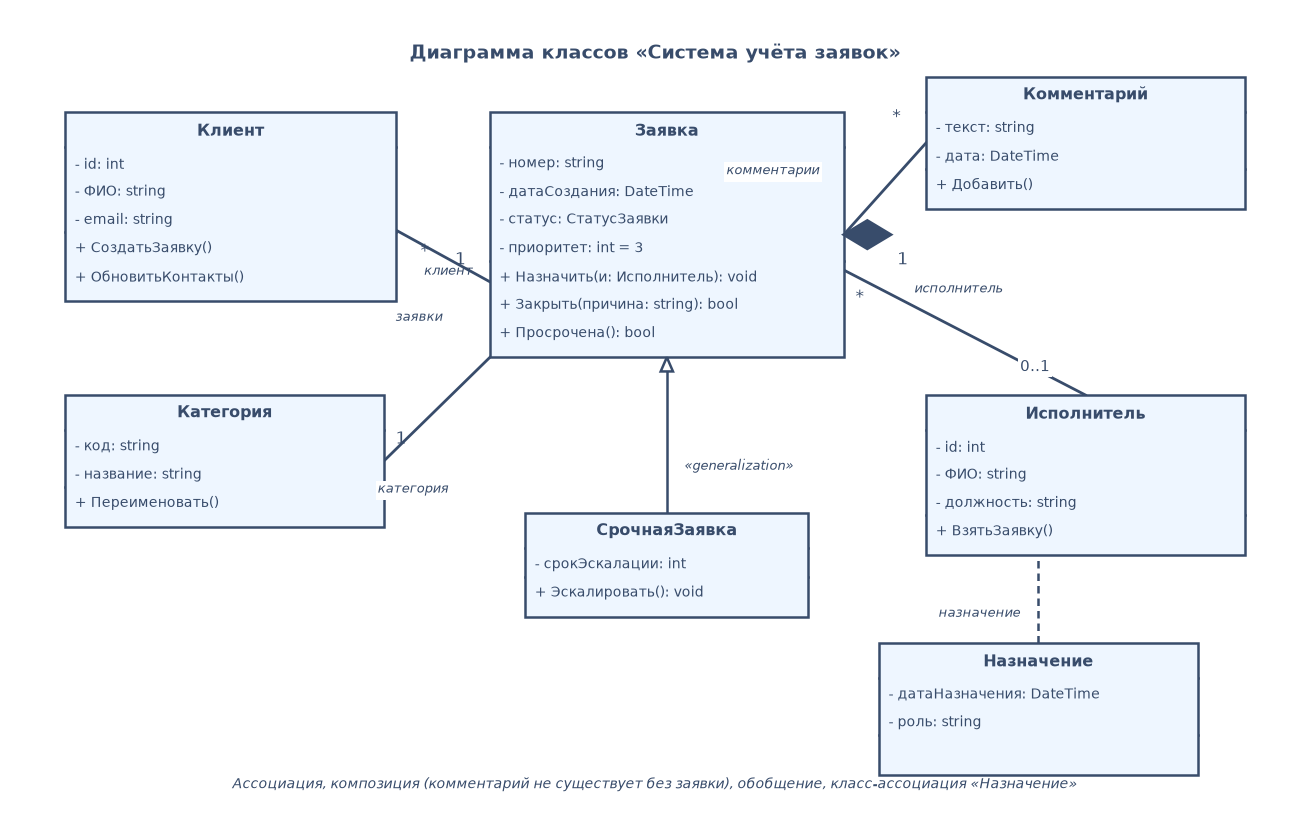 Диаграмма классов «Система учёта заявок»
Клиент
- id: int
- ФИО: string
- email: string
+ СоздатьЗаявку()
+ ОбновитьКонтакты()
Заявка
- номер: string
- датаСоздания: DateTime
- статус: СтатусЗаявки
- приоритет: int = 3
+ Назначить(и: Исполнитель): void
+ Закрыть(причина: string): bool
+ Просрочена(): bool
комментарии
*
Комментарий
- текст: string
- дата: DateTime
+ Добавить()
*
1
клиент
заявки
1
исполнитель
*
0..1
Категория
- код: string
- название: string
+ Переименовать()
1
категория
«generalization»
СрочнаяЗаявка
- срокЭскалации: int
+ Эскалировать(): void
Исполнитель
- id: int
- ФИО: string
- должность: string
+ ВзятьЗаявку()
назначение
Назначение
- датаНазначения: DateTime
- роль: string
Ассоциация, композиция (комментарий не существует без заявки), обобщение, класс-ассоциация «Назначение»